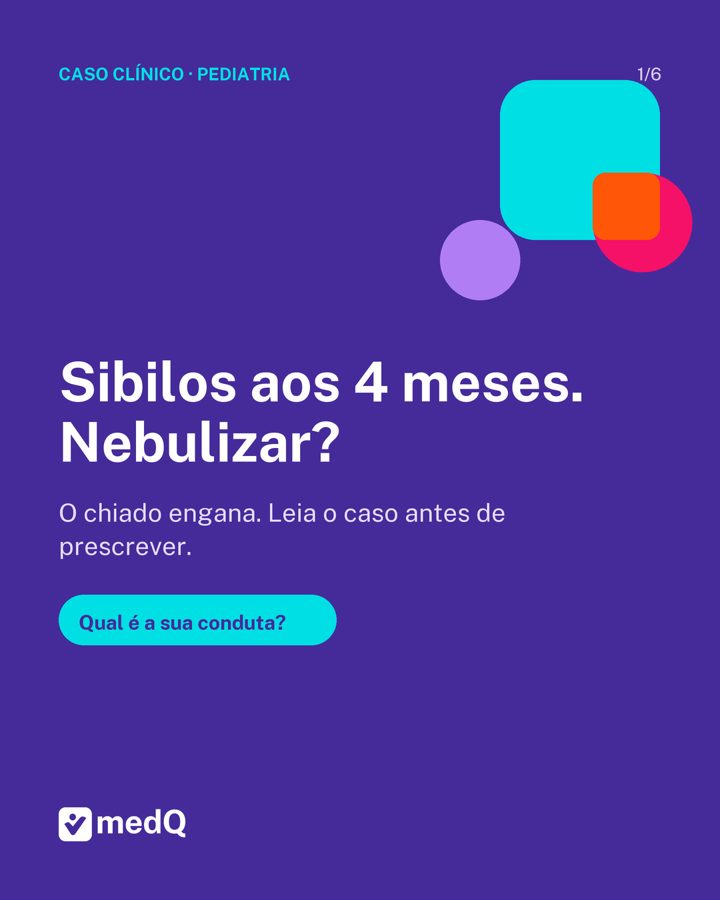 CASO CLÍNICO · PEDIATRIA
1/6
Sibilos aos 4 meses.
Nebulizar?
O chiado engana. Leia o caso antes de
prescrever.
Qual é a sua conduta?
medQ